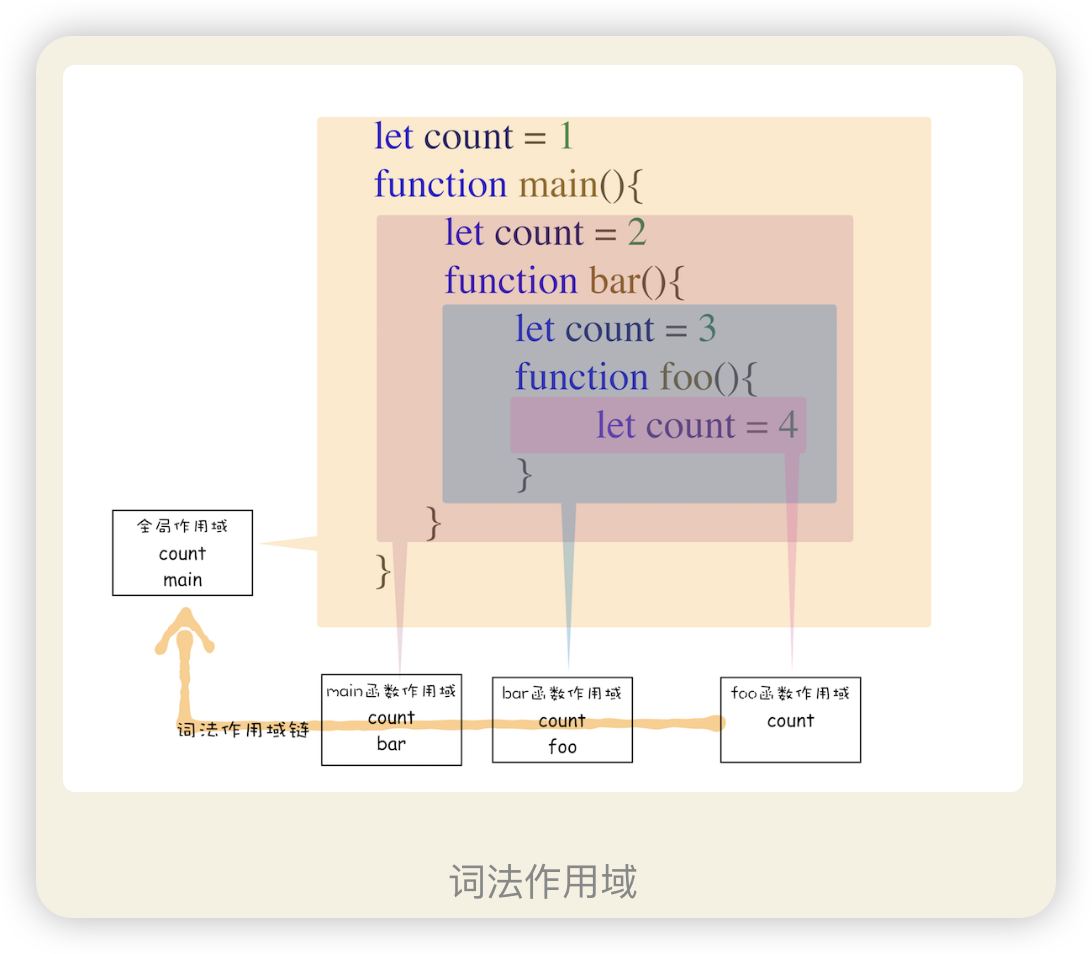 let count = 1
function main(){
let count = 2
function bar(){
let count = 3
function foo(){
let count = 4
}
}
}
全局作用域
count
main
main函数作用域
count
bar
bar函数作用域
count
foo
foo函数作用域
count
词法作用域链
词法作用域